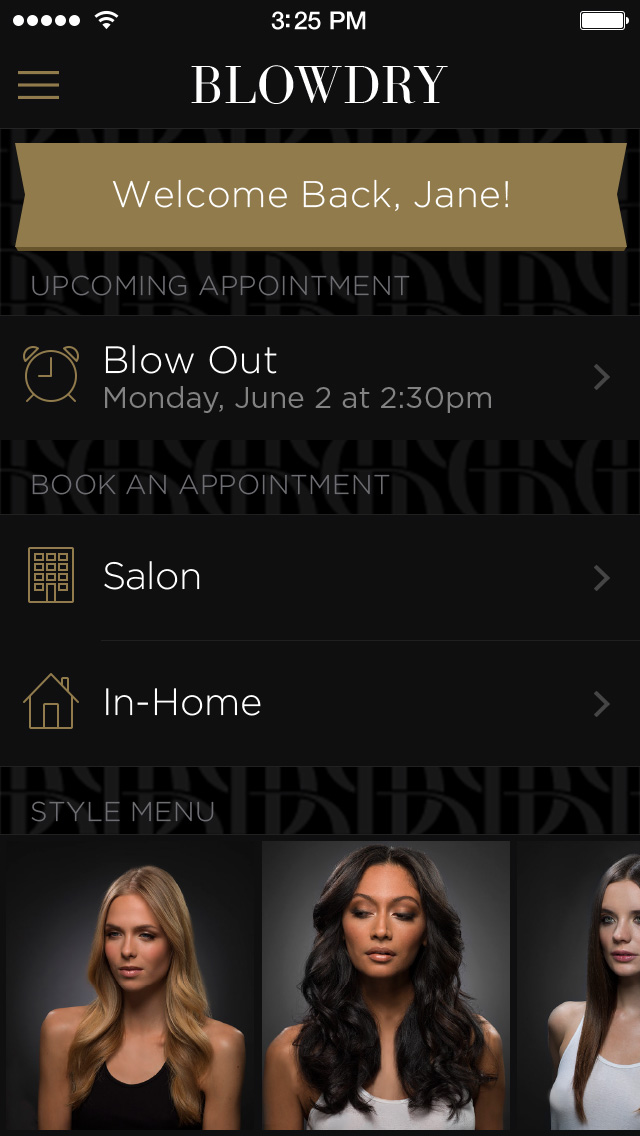 3:25 PM
BLOWDRY
Welcome Back, Jane!
UPCOMING APPOINTMENT
Blow Out
Monday, June 2 at 2:30pm
BOOK AN APPOINTMENT
Salon
In-Home
STYLE MENU